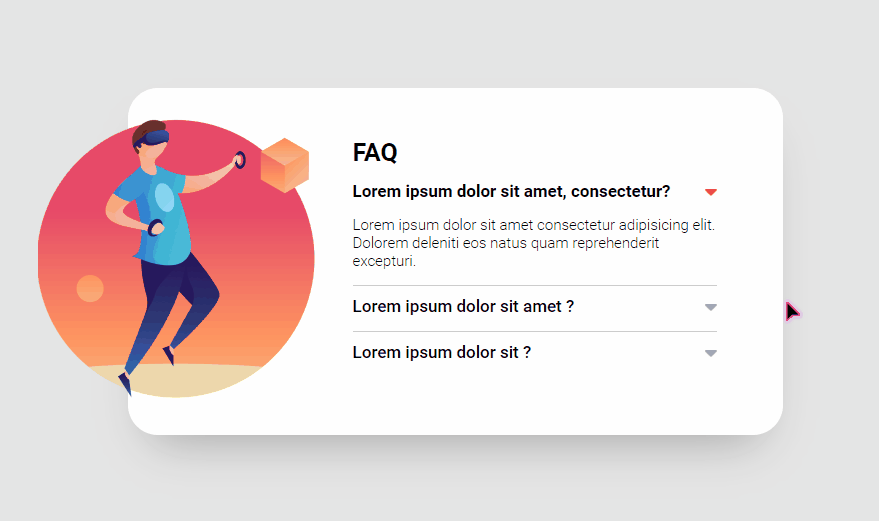 FAQ
Lorem ipsum dolor sit amet, consectetur?
Lorem ipsum dolor sit amet consectetur adipisicing elit.
Dolorem deleniti eos natus quam reprehenderit
excepturi.
Lorem ipsum dolor sit amet ?
Lorem ipsum dolor sit ?